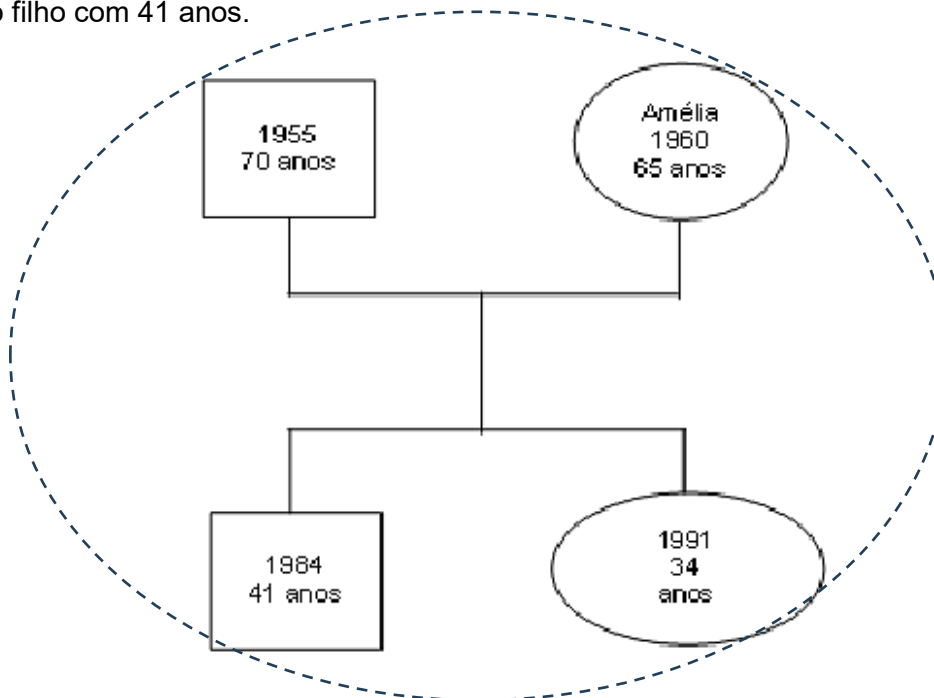 o filho com 41 anos.
1955
70 anos
Amélia
1960
65 anos
1984
41 anos
1991
34
anos